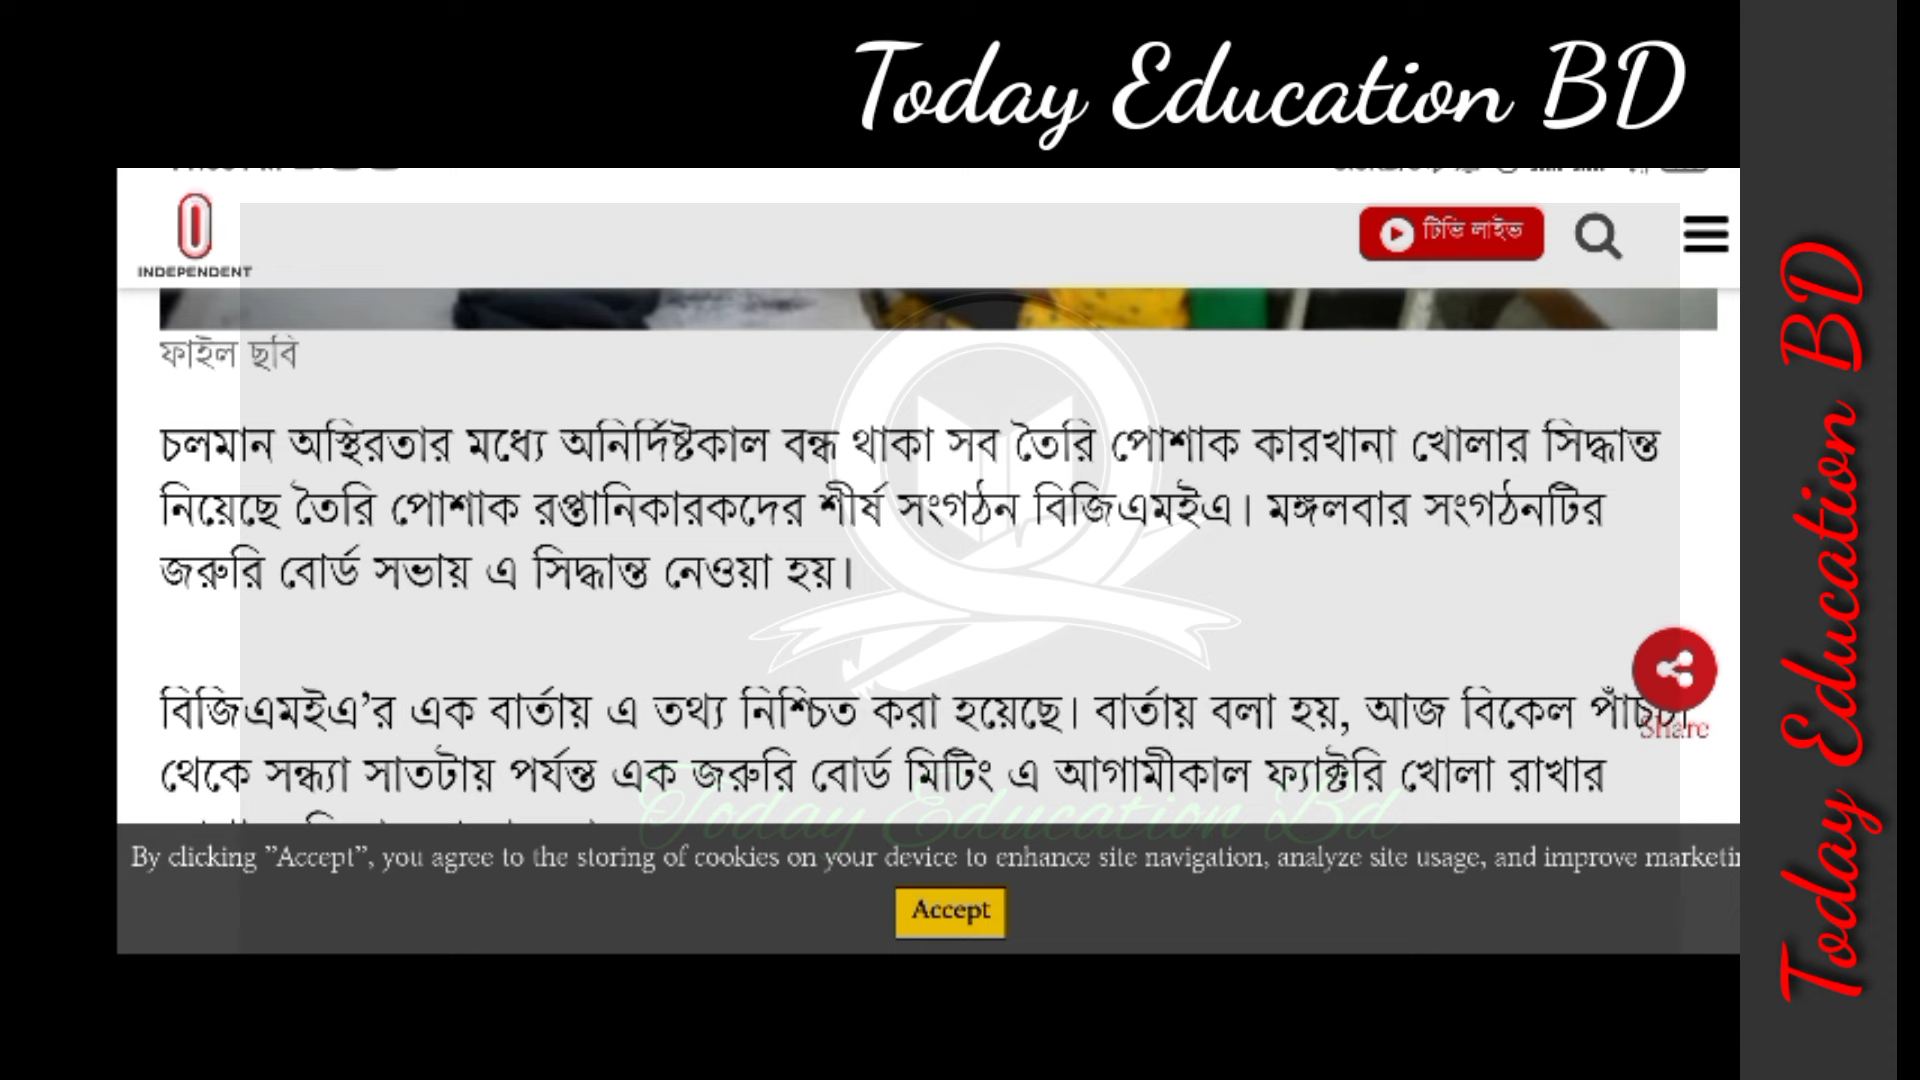 Today Education BD
INDEPENDENT
টিভি লাইভ
ফাইল ছবি
চলমান অস্থিরতার মধ্যে অনির্দিষ্টকাল বন্ধ থাকা সব তৈরি পোশাক কারখানা খোলার সিদ্ধান্ত
নিয়েছে তৈরি পোশাক রপ্তানিকারকদের শীর্ষ সংগঠন বিজিএমইএ। মঙ্গলবার সংগঠনটির
জরুরি বোর্ড সভায় এ সিদ্ধান্ত নেওয়া হয়।
বিজিএমইএ’র এক বার্তায় এ তথ্য নিশ্চিত করা হয়েছে। বার্তায় বলা হয়, আজ বিকেল পাঁচটা
Share
থেকে সন্ধ্যা সাতটায় পর্যন্ত এক জরুরি বোর্ড মিটিং এ আগামীকাল ফ্যাক্টরি খোলা রাখার
Today Education Bd
By clicking ”Accept”, you agree to the storing of cookies on your device to enhance site navigation, analyze site usage, and improve
Accept
Today Education BD